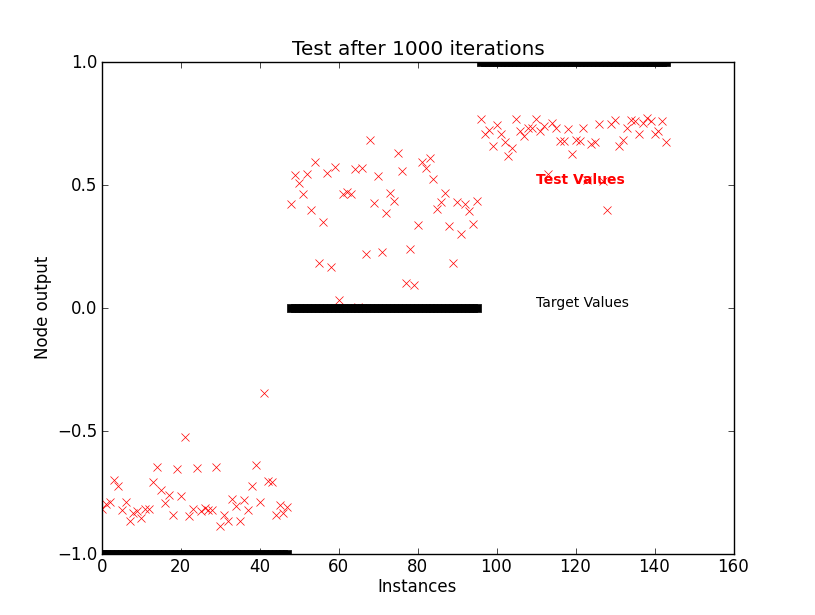 Test after 1000 iterations
1.0
0.5
0.0
−0.5
−1.0
Node output
Test Values
Target Values
0 20 40 60 80 100 120 140 160
Instances